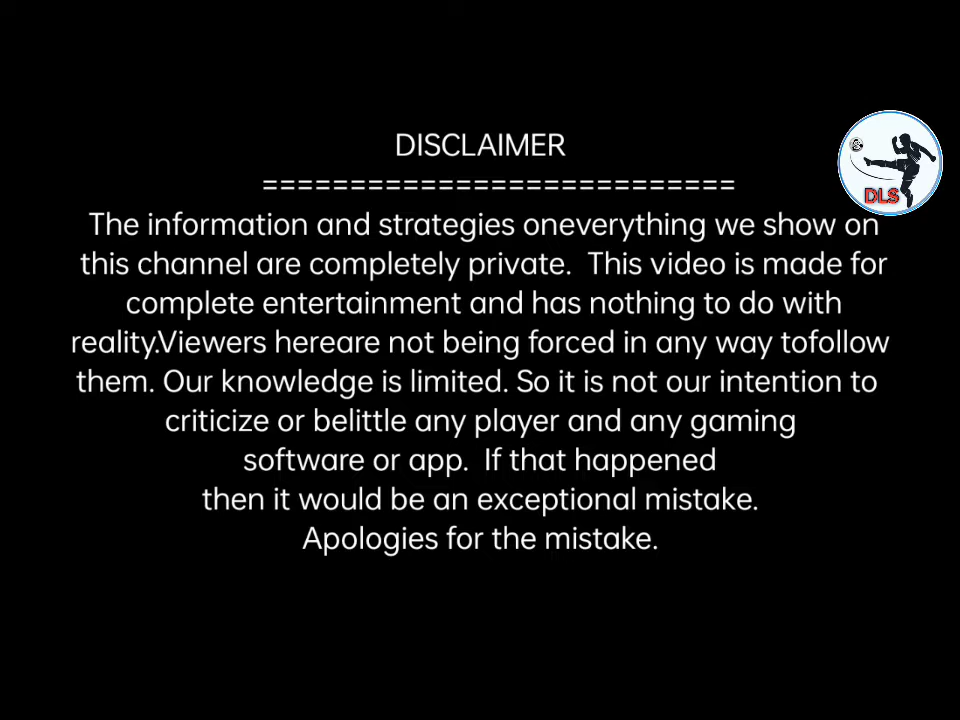 DISCLAIMER
===========================
The information and strategies oneverything we show on
this channel are completely private.  This video is made for
complete entertainment and has nothing to do with
reality.Viewers hereare not being forced in any way tofollow
them. Our knowledge is limited. So it is not our intention to
criticize or belittle any player and any gaming
software or app.  If that happened
then it would be an exceptional mistake.
Apologies for the mistake.
DLS